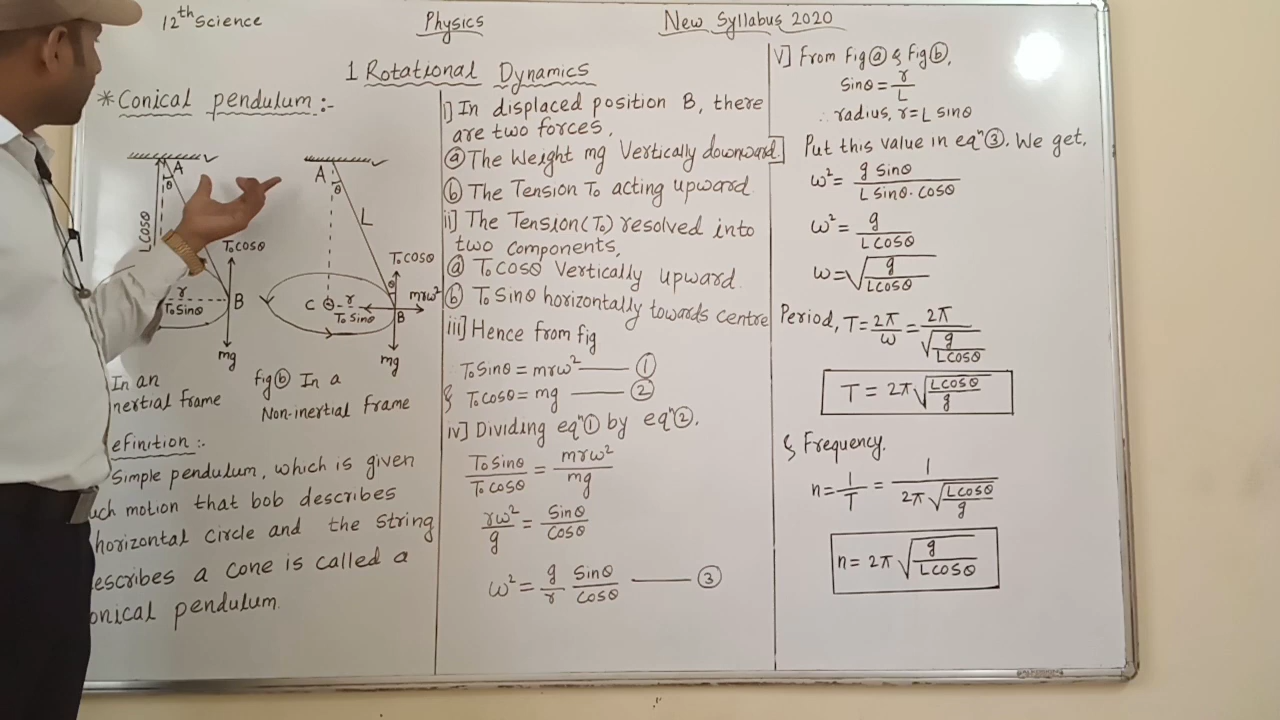 12th Science
Physics
New Syllabus 2020
1 Rotational Dynamics
*Conical pendulum:-
A
θ
Lcosθ
T₀cosθ
r
T₀sinθ
B
mg
In an
nertial frame
A
θ
L
T₀cosθ
θ
C
r
T₀sinθ
mrω²
B
mg
fig ⓑ In a
Non-inertial frame
efinition:-
Simple pendulum, which is given
uch motion that bob describes
horizontal circle and the string
escribes a cone is called a
onical pendulum.
i] In displaced position B, there
are two forces,
ⓐ The Weight mg Vertically downward.
ⓑ The Tension T₀ acting upward
ii] The Tension(T₀) resolved into
two components,
ⓐ T₀cosθ Vertically upward.
ⓑ T₀ sinθ horizontally towards centre
iii] Hence from fig
T₀sinθ = mrω² —— ①
& T₀cosθ = mg —— ②
iv] Dividing eqⁿ① by eqⁿ②.
T₀sinθ/T₀cosθ = mrω²/mg
rω²/g = sinθ/cosθ
ω² = g/r sinθ/cosθ —— ③
V] From fig ⓐ & fig ⓑ,
sinθ = r/L
∴ radius, r = L sinθ
Put this value in eqⁿ③. We get,
ω² = g sinθ/L sinθ·cosθ
ω² = g/Lcosθ
ω = √g/Lcosθ
Period, T = 2π/ω = 2π/√g/Lcosθ
T = 2π √Lcosθ/g
& Frequency.
n = 1/T = 1/2π √Lcosθ/g
n = 2π √g/Lcosθ